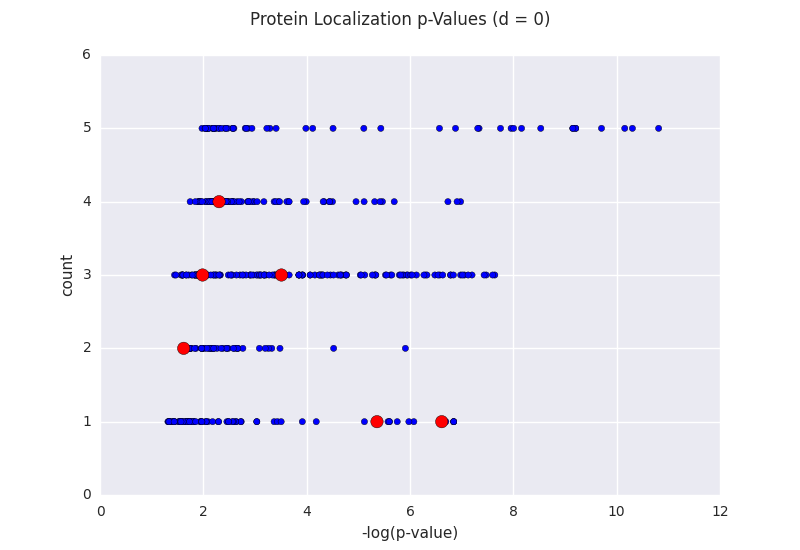 Protein Localization p-Values (d = 0)
6
5
4
3
2
1
0
count
0 2 4 6 8 10 12
-log(p-value)